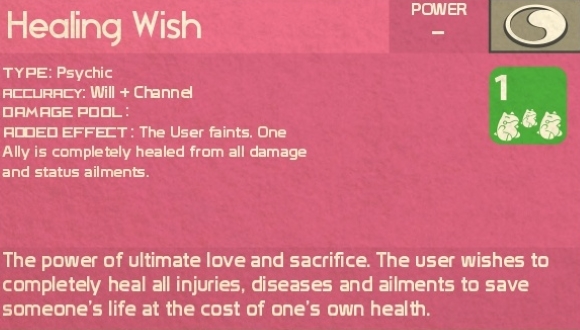 Healing Wish
POWER
–
TYPE: Psychic
ACCURACY: Will + Channel
DAMAGE POOL:
ADDED EFFECT: The User faints. One
Ally is completely healed from all damage
and status ailments.
1
The power of ultimate love and sacrifice. The user wishes to
completely heal all injuries, diseases and ailments to save
someone's life at the cost of one's own health.